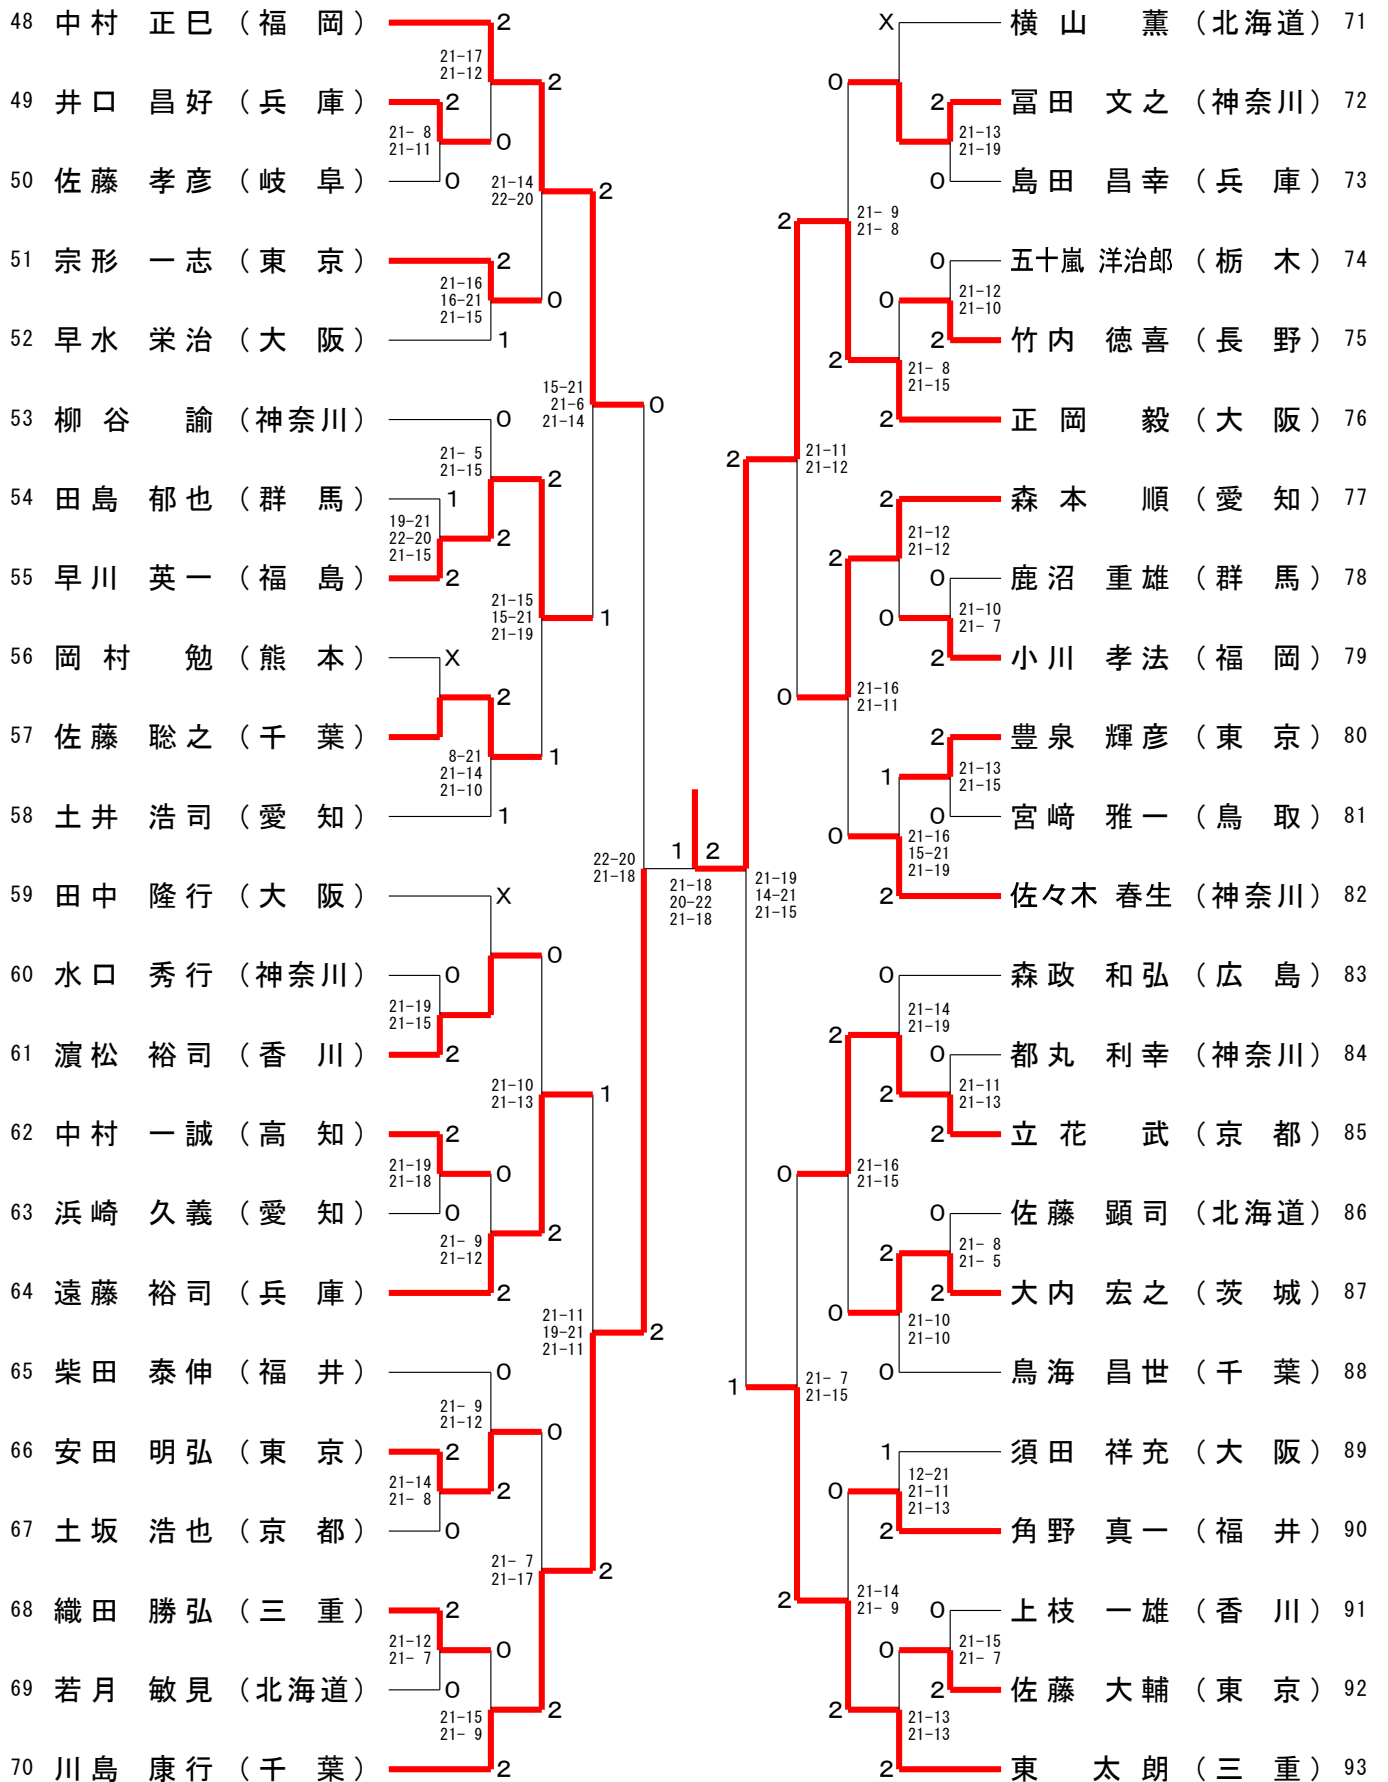 48 中村 正巳 (福 岡) 2
21-17
21-12
2
49 井口 昌好 (兵 庫) 2
21- 8
21-11
0
50 佐藤 孝彦 (岐 阜) 0
21-14
22-20
2
51 宗形 一志 (東 京) 2
21-16
16-21
21-15
0
52 早水 栄治 (大 阪) 1
15-21
21-6
21-14
0
53 柳谷 諭 (神奈川) 0
21- 5
21-15
2
54 田島 郁也 (群 馬) 1
19-21
22-20
21-15
2
55 早川 英一 (福 島) 2
21-15
15-21
21-19
1
56 岡村 勉 (熊 本) X
2
57 佐藤 聡之 (千 葉)
8-21
21-14
21-10
1
58 土井 浩司 (愛 知) 1
22-20
21-18
59 田中 隆行 (大 阪) X
0
60 水口 秀行 (神奈川) 0
21-19
21-15
61 濵松 裕司 (香 川) 2
21-10
21-13
1
62 中村 一誠 (高 知) 2
21-19
21-18
0
63 浜崎 久義 (愛 知) 0
21- 9
21-12
2
64 遠藤 裕司 (兵 庫) 2
21-11
19-21
21-11
2
65 柴田 泰伸 (福 井) 0
21- 9
21-12
0
66 安田 明弘 (東 京) 2
21-14
21- 8
2
67 土坂 浩也 (京 都) 0
21- 7
21-17
2
68 織田 勝弘 (三 重) 2
21-12
21- 7
0
69 若月 敏見 (北海道) 0
21-15
21- 9
2
70 川島 康行 (千 葉) 2
1 2
21-18
20-22
21-18
X 横山 薫 (北海道) 71
0
2 冨田 文之 (神奈川) 72
21-13
21-19
0 島田 昌幸 (兵 庫) 73
2
21- 9
21- 8
0 五十嵐 洋治郎 (栃 木) 74
0
21-12
21-10
2 竹内 徳喜 (長 野) 75
2
21- 8
21-15
2 正岡 毅 (大 阪) 76
2
21-11
21-12
2 森本 順 (愛 知) 77
2
21-12
21-12
0 鹿沼 重雄 (群 馬) 78
0
21-10
21- 7
2 小川 孝法 (福 岡) 79
0
21-16
21-11
2 豊泉 輝彦 (東 京) 80
1
21-13
21-15
0 宮﨑 雅一 (鳥 取) 81
0
21-16
15-21
21-19
2 佐々木 春生 (神奈川) 82
21-19
14-21
21-15
0 森政 和弘 (広 島) 83
2
21-14
21-19
0 都丸 利幸 (神奈川) 84
2
21-11
21-13
2 立花 武 (京 都) 85
0
21-16
21-15
0 佐藤 顕司 (北海道) 86
2
21- 8
21- 5
2 大内 宏之 (茨 城) 87
0
21-10
21-10
0 鳥海 昌世 (千 葉) 88
1
21- 7
21-15
1 須田 祥充 (大 阪) 89
0
12-21
21-11
21-13
2 角野 真一 (福 井) 90
2
21-14
21- 9
0 上枝 一雄 (香 川) 91
0
21-15
21- 7
2 佐藤 大輔 (東 京) 92
2
21-13
21-13
2 東 太朗 (三 重) 93